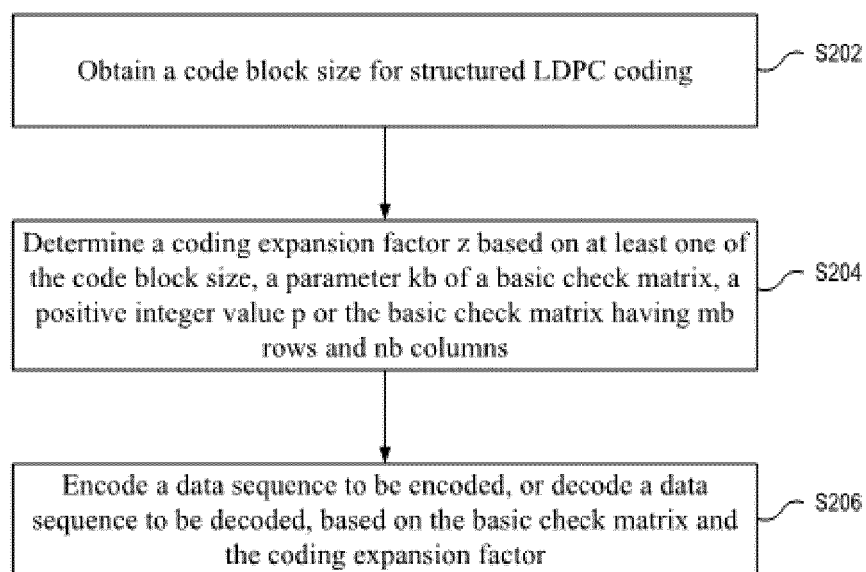 Obtain a code block size for structured LDPC coding
S202
Determine a coding expansion factor z based on at least one of
the code block size, a parameter kb of a basic check matrix, a
positive integer value p or the basic check matrix having mb
rows and nb columns
S204
Encode a data sequence to be encoded, or decode a data
sequence to be decoded, based on the basic check matrix and
the coding expansion factor
S206